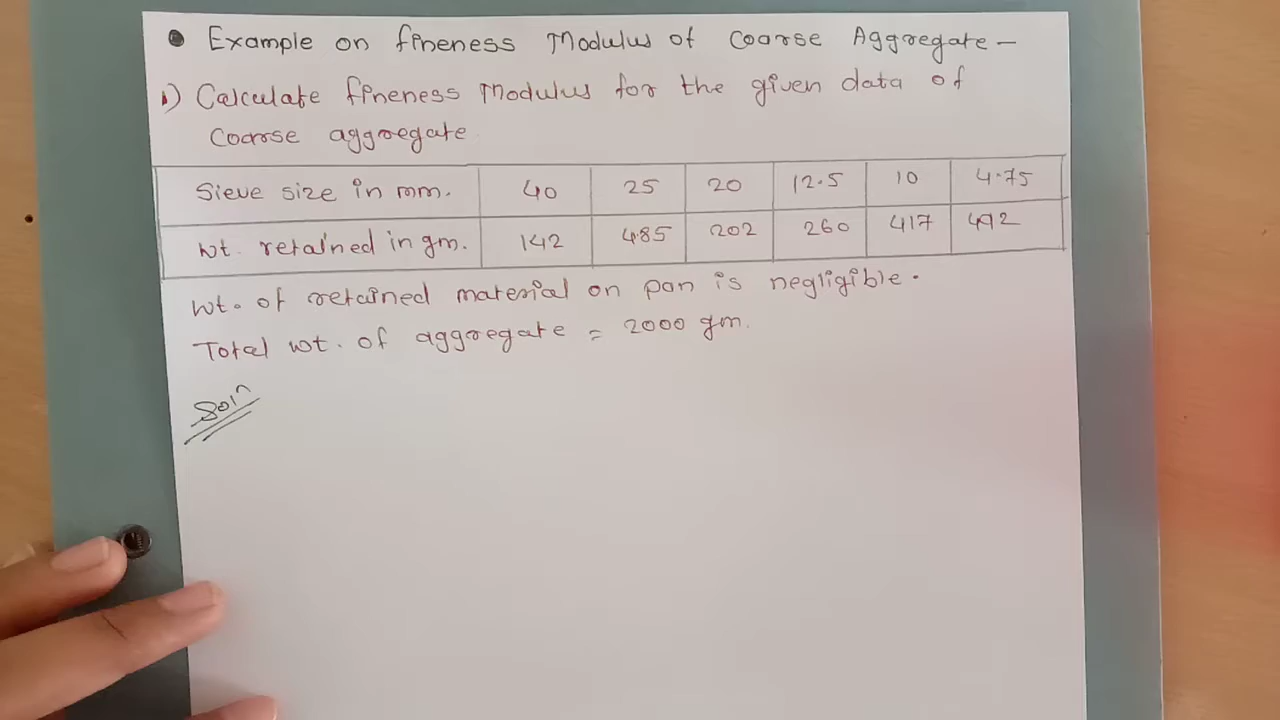 • Example on fineness Modulus of Coarse Aggregate –
1) Calculate fineness Modulus for the given data of
Coarse aggregate
Sieve size in mm. 40 25 20 12.5 10 4.75
Wt. retained in gm. 142 485 202 260 417 492
Wt. of retained material on pan is negligible.
Total wt. of aggregate = 2000 gm.
Soln